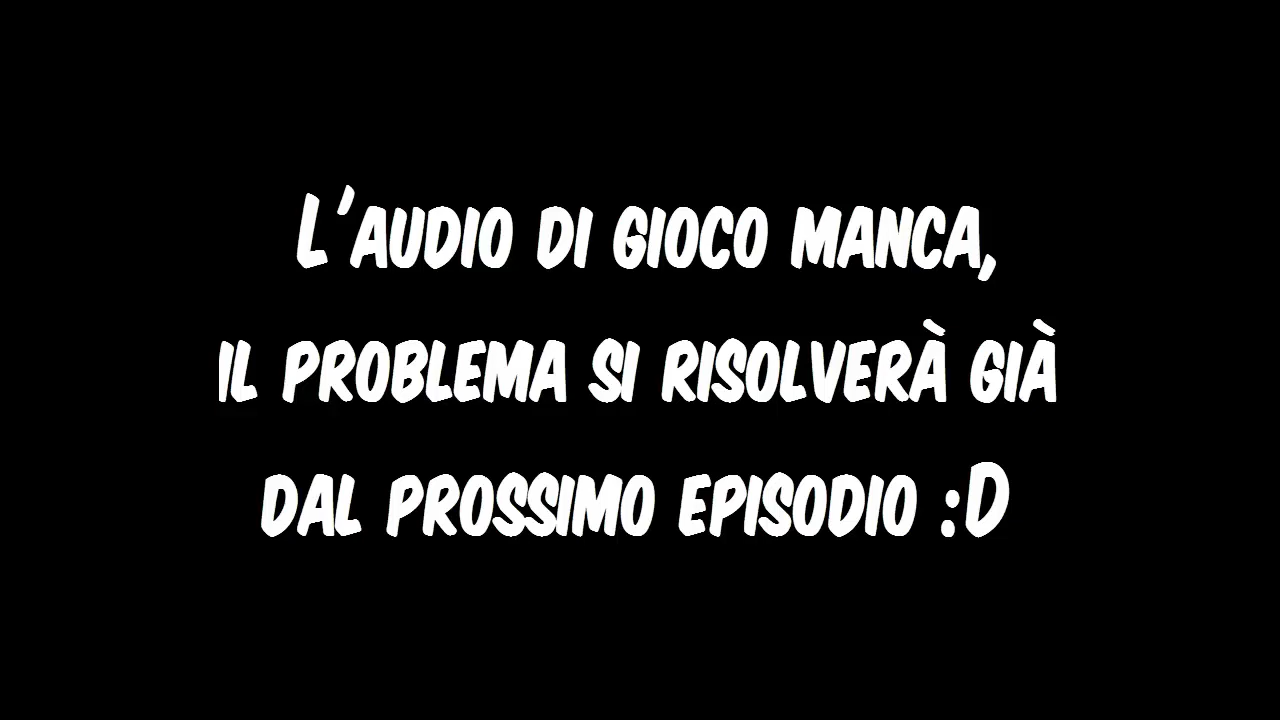 L'AUDIO DI GIOCO MANCA,
IL PROBLEMA SI RISOLVERÀ GIÀ
DAL PROSSIMO EPISODIO :D